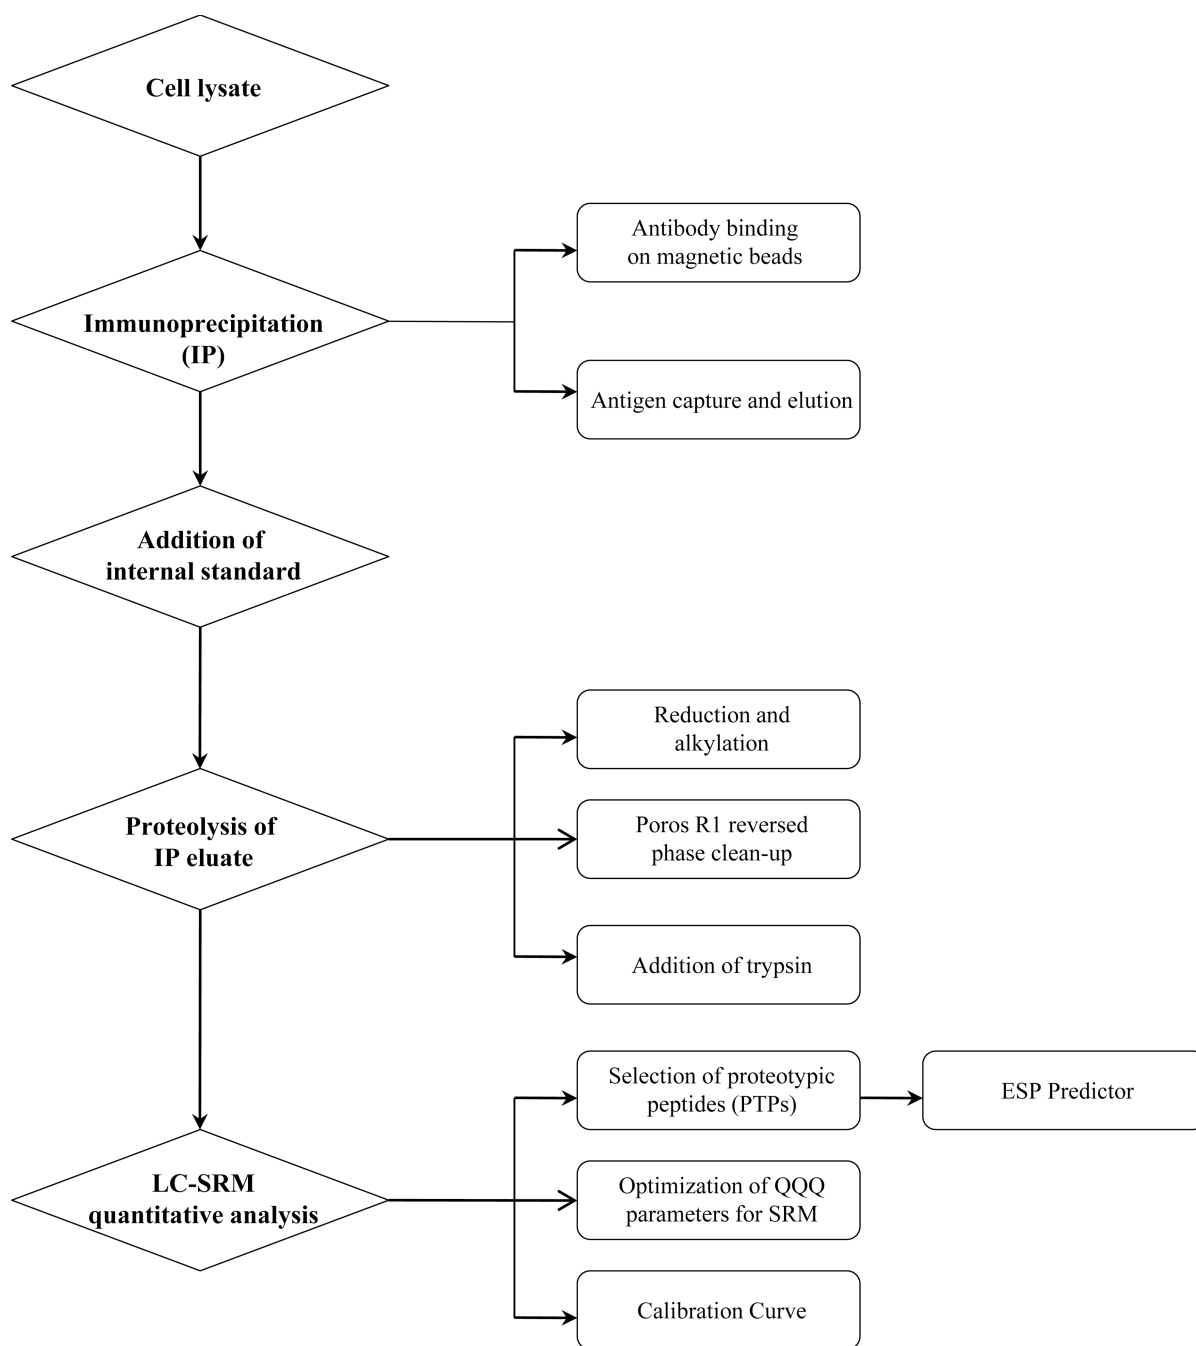 Cell lysate
Antibody binding
on magnetic beads
Immunoprecipitation
(IP)
Antigen capture and elution
Addition of
internal standard
Reduction and
alkylation
Proteolysis of
IP eluate
Poros R1 reversed
phase clean-up
Addition of trypsin
Selection of proteotypic
peptides (PTPs)
ESP Predictor
LC-SRM
quantitative analysis
Optimization of QQQ
parameters for SRM
Calibration Curve